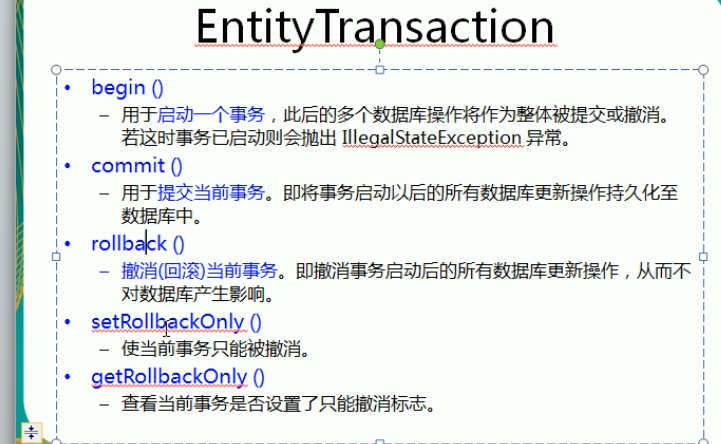 EntityTransaction
• begin ()
– 用于启动一个事务，此后的多个数据库操作将作为整体被提交或撤消。
若这时事务已启动则会抛出 IllegalStateException 异常。
• commit ()
– 用于提交当前事务。即将事务启动以后的所有数据库更新操作持久化至
数据库中。
• rollback ()
– 撤消(回滚)当前事务。即撤消事务启动后的所有数据库更新操作，从而不
对数据库产生影响。
• setRollbackOnly ()
– 使当前事务只能被撤消。
• getRollbackOnly ()
– 查看当前事务是否设置了只能撤消标志。